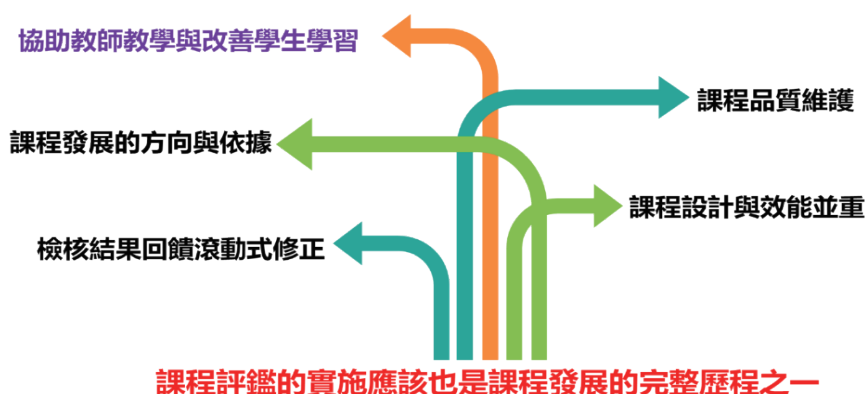 協助教師教學與改善學生學習
課程品質維護
課程發展的方向與依據
課程設計與效能並重
檢核結果回饋滾動式修正
課程評鑑的實施應該也是課程發展的完整歷程之一